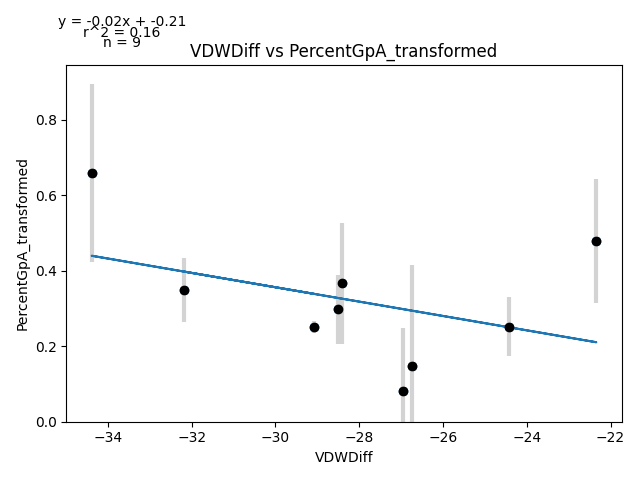 y = -0.02x + -0.21
r^2 = 0.16
n = 9
VDWDiff vs PercentGpA_transformed
PercentGpA_transformed
0.8
0.6
0.4
0.2
0.0
−34
−32
−30
−28
−26
−24
−22
VDWDiff